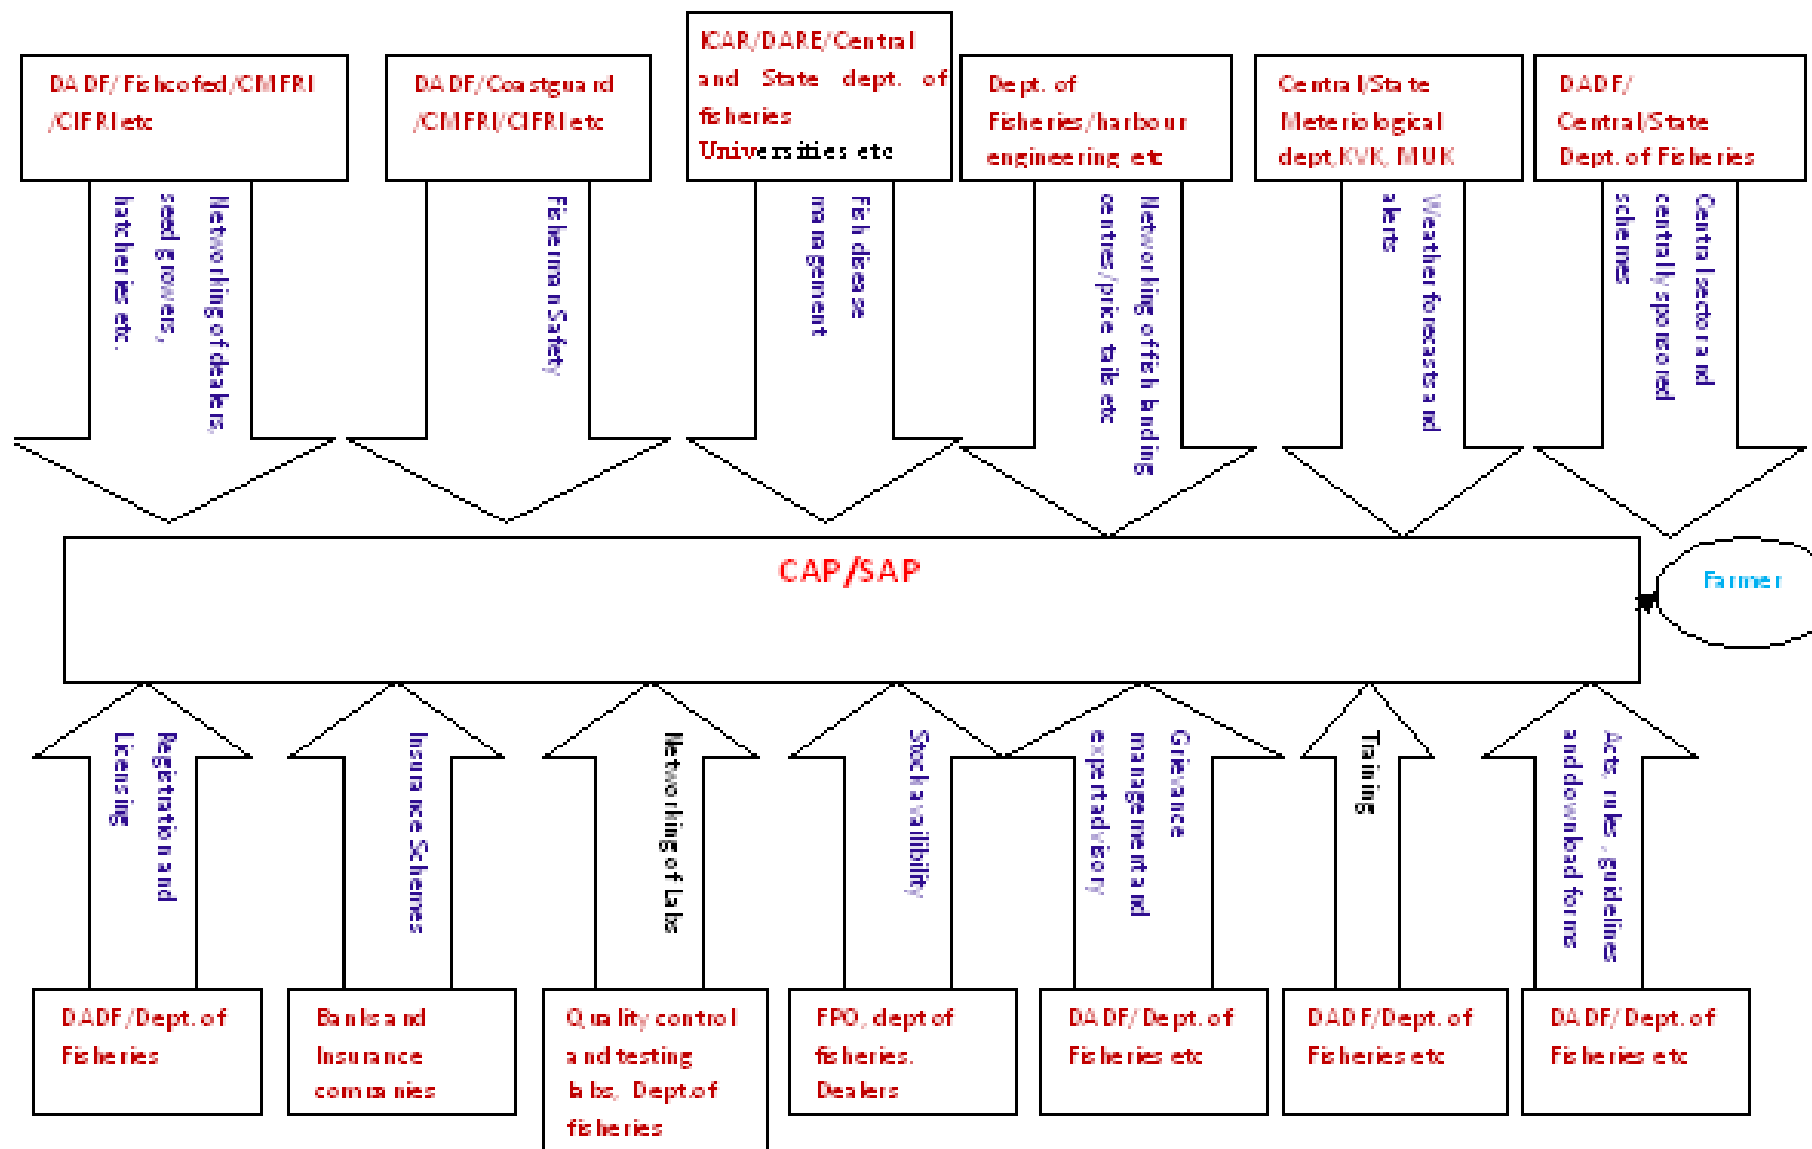 DADF/Fishcofed/CMFRI
/CIFRI etc
DADF/Coastguard
/CMFRI/CIFRI etc
ICAR/DARE/Central
and State dept. of
fisheries
Universities etc
Dept. of
Fisheries/harbour
engineering etc
Central/State
Meteriological
dept,KVK, MUK
DADF/
Central/State
Dept. of Fisheries
Networking of dealers,
seed growers,
hatcheries etc.
Fisherman Safety
Fish disease
management
Networking of fish landing
centres/price tails etc
Weather forecasts and
alerts
Central sector and
centrally sponsored
schemes
CAP/SAP
Farmer
Registration and
Licensing
Insurance Schemes
Networking of Labs
Stock availibility
Grievance
management and
expert advisory
Training
Acts, rules, guidelines
and download forms
DADF/Dept. of
Fisheries
Banks and
Insurance
companies
Quality control
and testing
labs, Dept.of
fisheries
FPO, dept of
fisheries.
Dealers
DADF/ Dept. of
Fisheries etc
DADF/Dept. of
Fisheries etc
DADF/ Dept. of
Fisheries etc